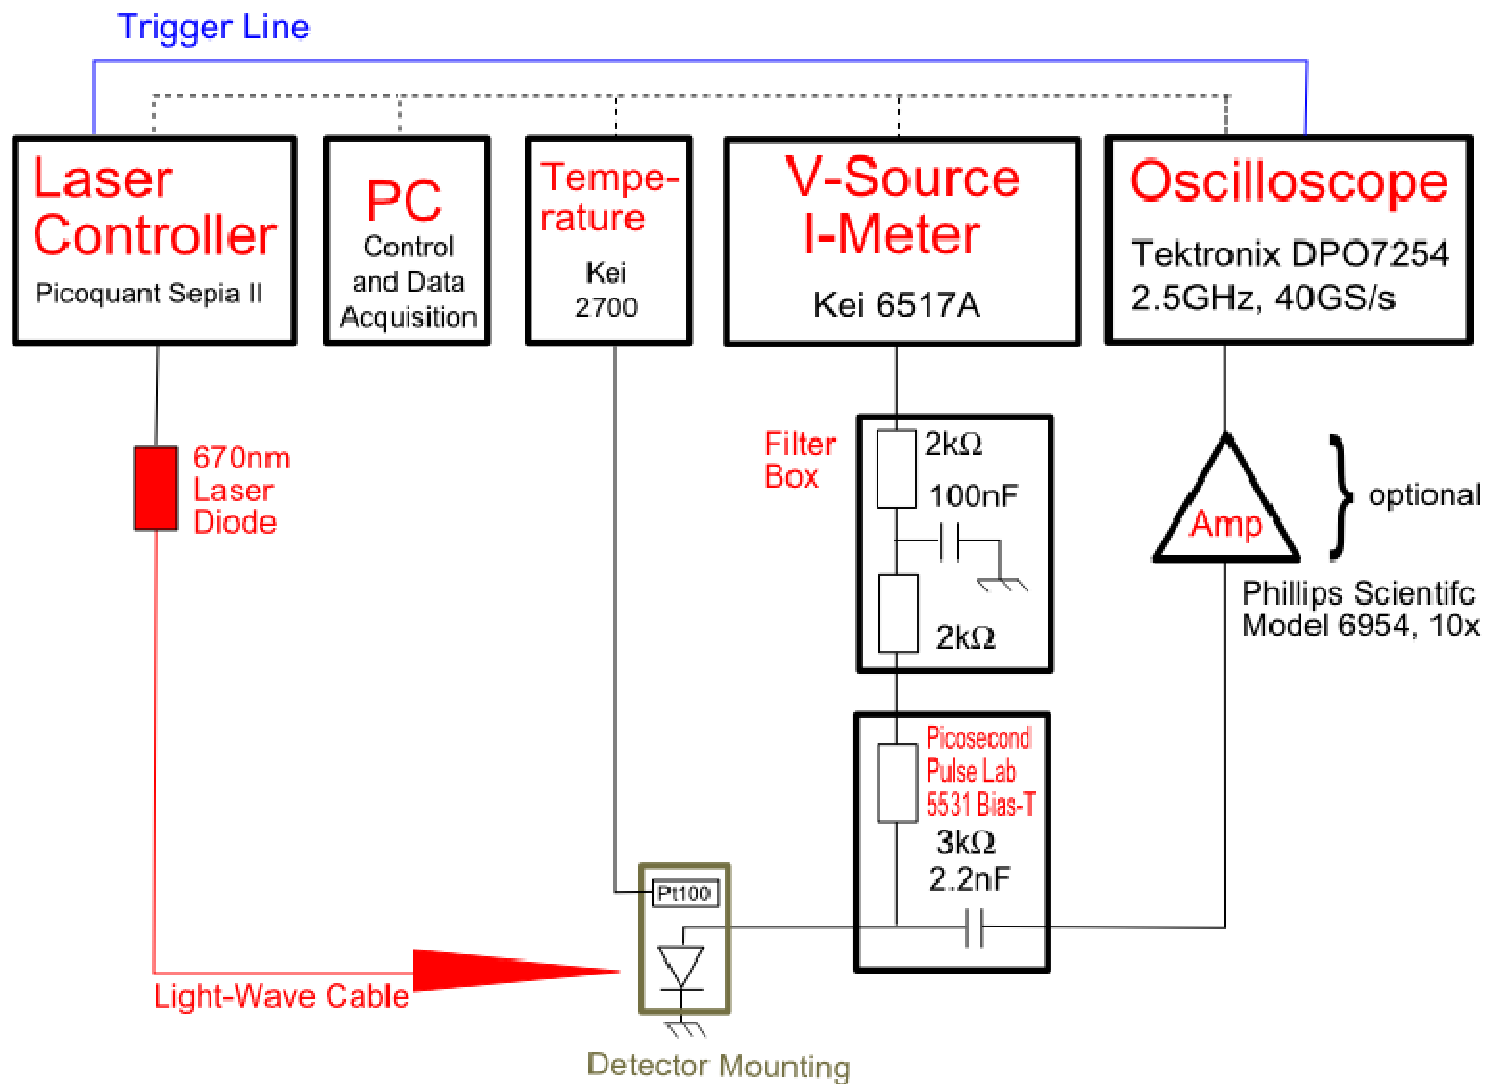 Trigger Line
Laser
Controller
Picoquant Sepia II
PC
Control
and Data
Acquisition
Tempe-
rature
Kei
2700
V-Source
I-Meter
Kei 6517A
Oscilloscope
Tektronix DPO7254
2.5GHz, 40GS/s
670nm
Laser
Diode
Filter
Box
2kΩ
100nF
2kΩ
Amp
optional
Phillips Scientifc
Model 6954, 10x
Picosecond
Pulse Lab
5531 Bias-T
3kΩ
2.2nF
Pt100
Light-Wave Cable
Detector Mounting